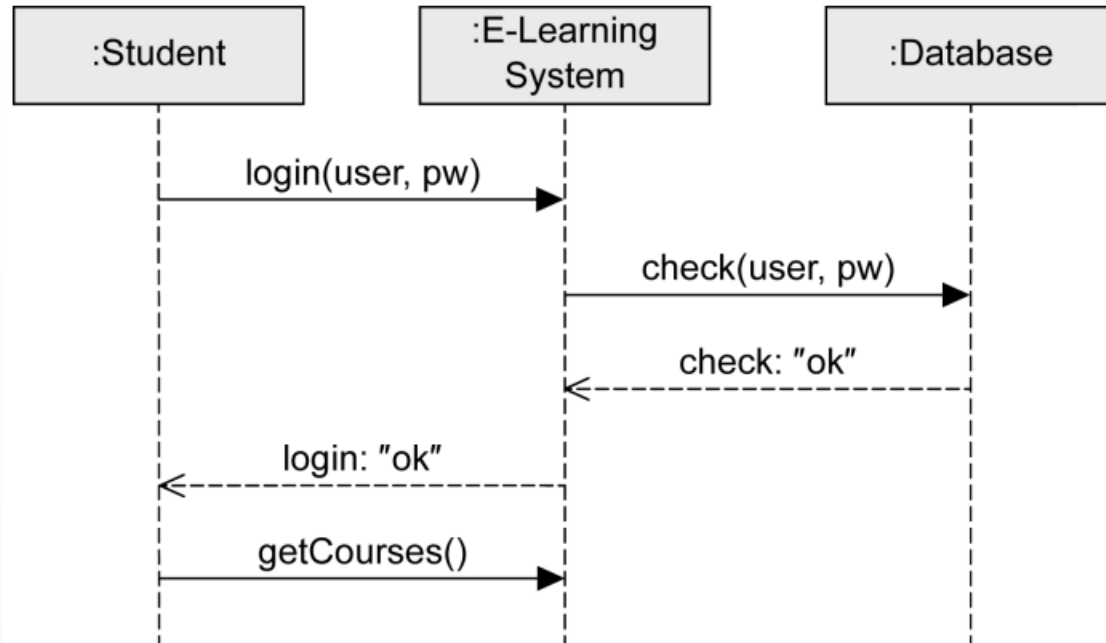 :Student
:E-Learning
System
:Database
login(user, pw)
check(user, pw)
check: "ok"
login: "ok"
getCourses()